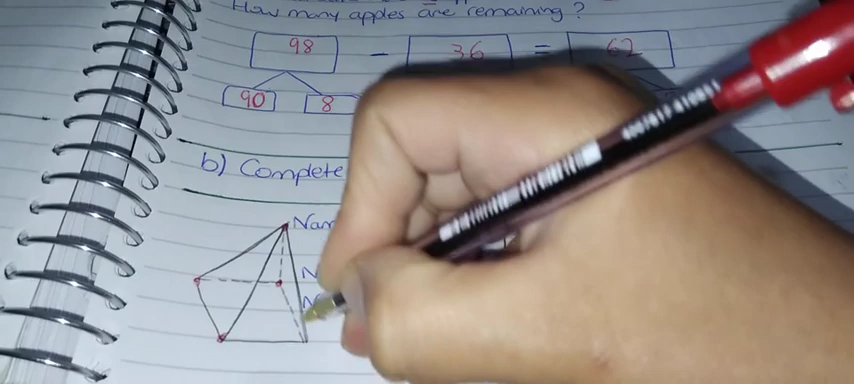 How many apples are remaining?
98 - 36 = 62
90 8
b) Complete
Nam
N